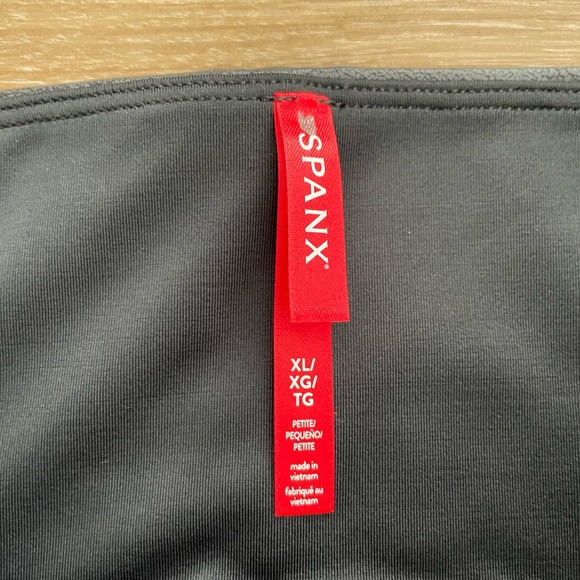 SPANX®
XL/
XG/
TG
PETITE/
PEQUEÑO/
PETITE
made in
vietnam
fabriqué au
vietnam